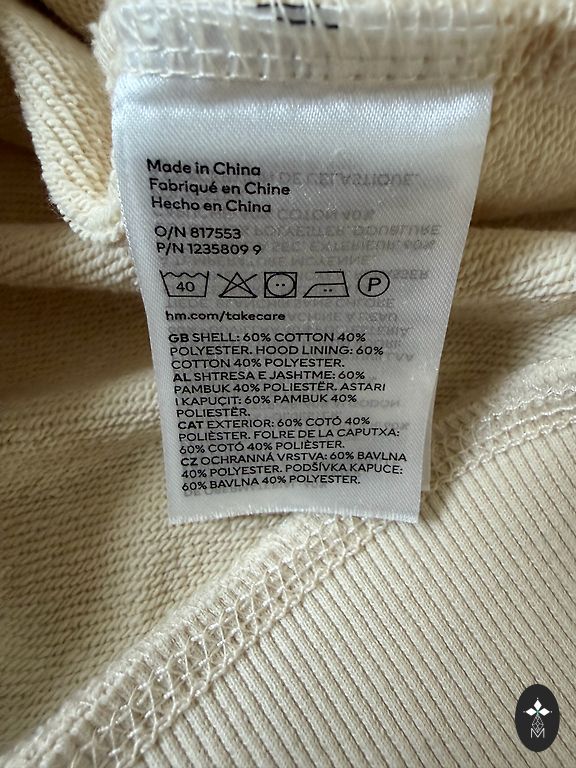 Made in China
Fabriqué en Chine
Hecho en China
O/N 817553
P/N 1235809 9
40
P
hm.com/takecare
GB SHELL: 60% COTTON 40%
POLYESTER. HOOD LINING: 60%
COTTON 40% POLYESTER.
AL SHTRESA E JASHTME: 60%
PAMBUK 40% POLIESTËR. ASTARI
I KAPUÇIT: 60% PAMBUK 40%
POLIESTËR.
CAT EXTERIOR: 60% COTÓ 40%
POLIÈSTER. FOLRE DE LA CAPUTXA:
60% COTÓ 40% POLIÈSTER.
CZ OCHRANNÁ VRSTVA: 60% BAVLNA
40% POLYESTER. PODŠÍVKA KAPUCE:
60% BAVLNA 40% POLYESTER.